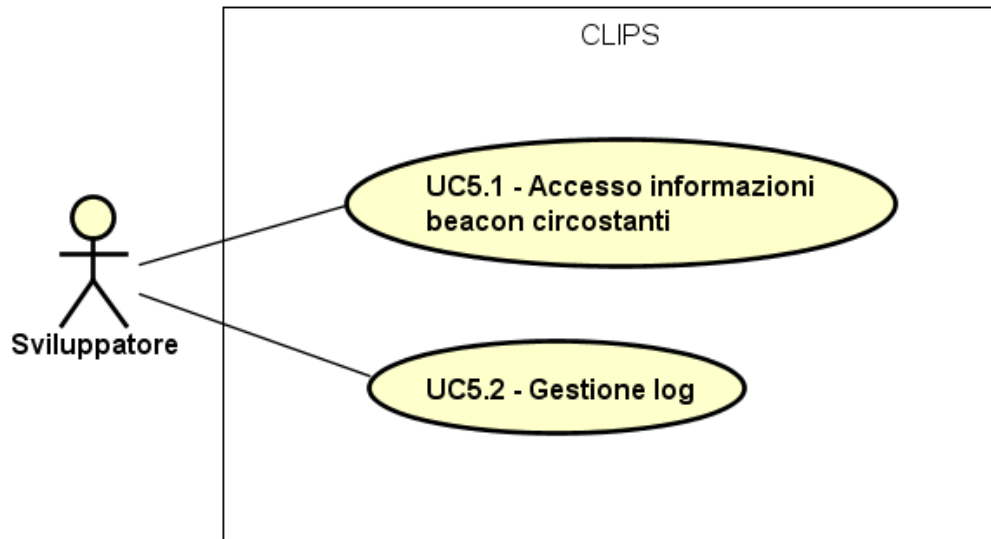 CLIPS
UC5.1 - Accesso informazioni
beacon circostanti
Sviluppatore
UC5.2 - Gestione log